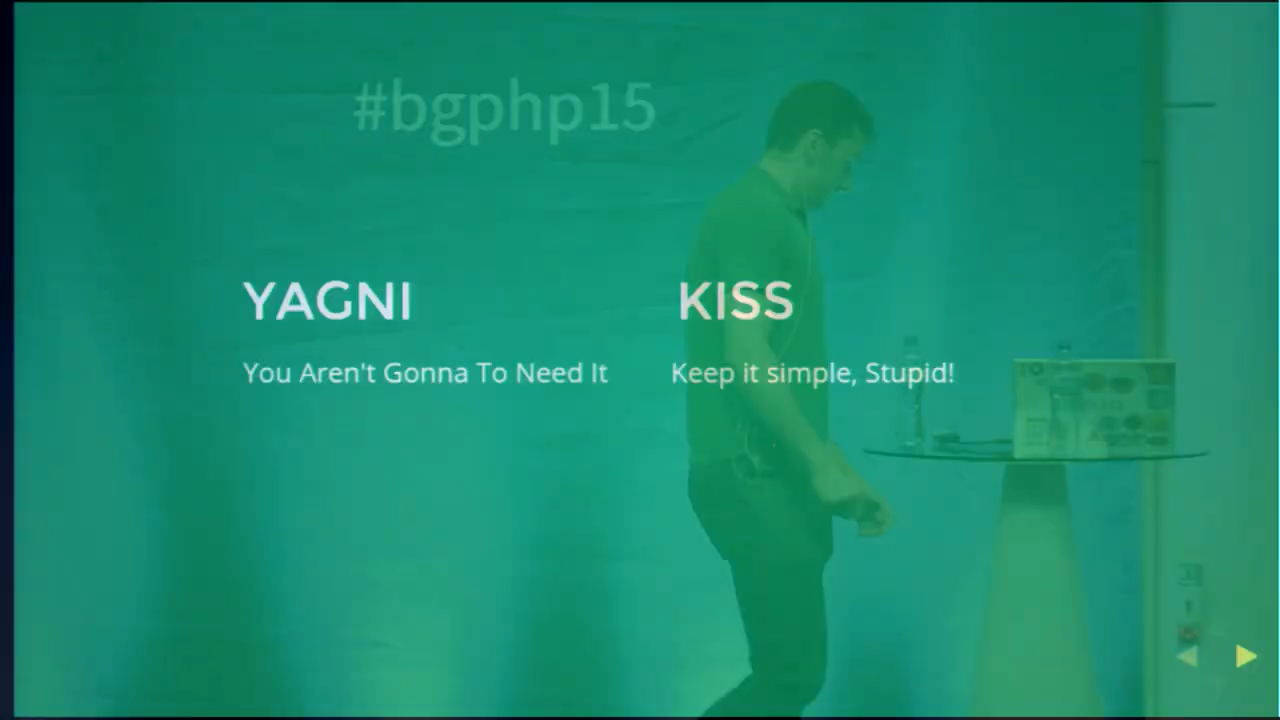 #bgphp15
YAGNI
KISS
You Aren't Gonna To Need It
Keep it simple, Stupid!